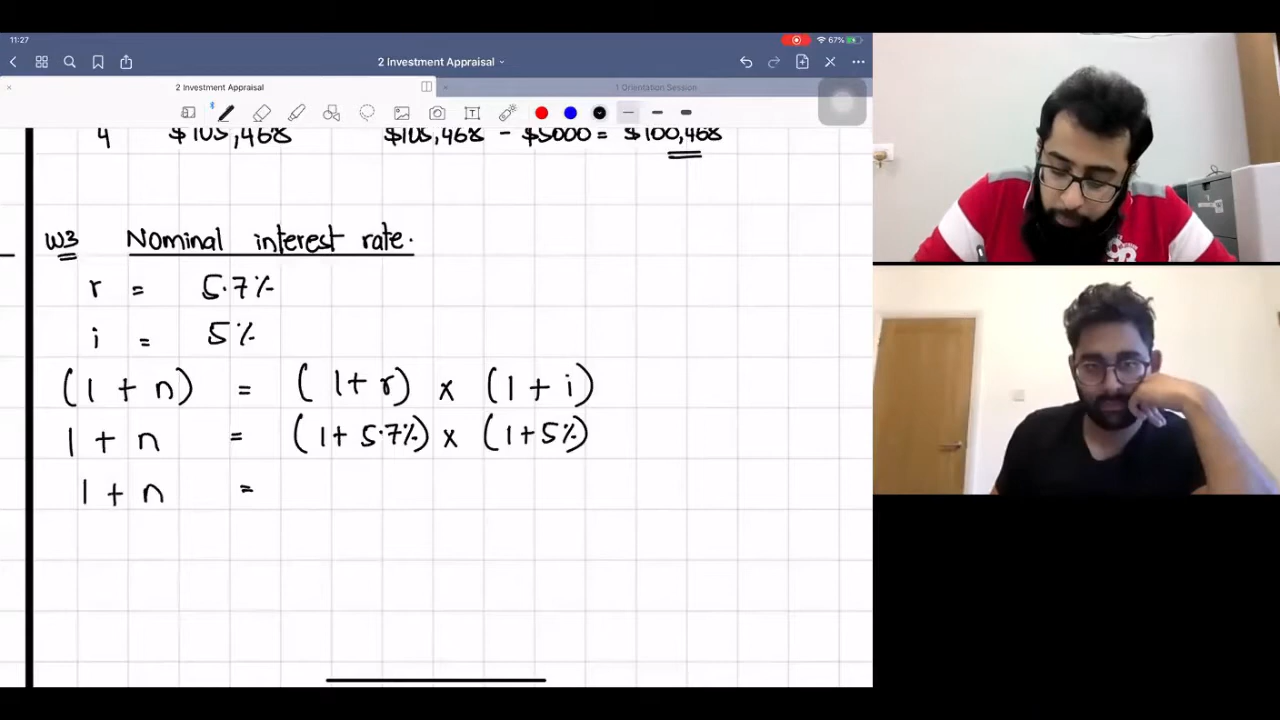 11:27
67%
2 Investment Appraisal
2 Investment Appraisal
1 Orientation Session
4 $105,468 $105,468 - $5000 = $100,468
W3 Nominal interest rate.
r = 5.7%
i = 5%
(1 + n) = (1 + r) x (1 + i)
1 + n = (1 + 5.7%) x (1 + 5%)
1 + n =